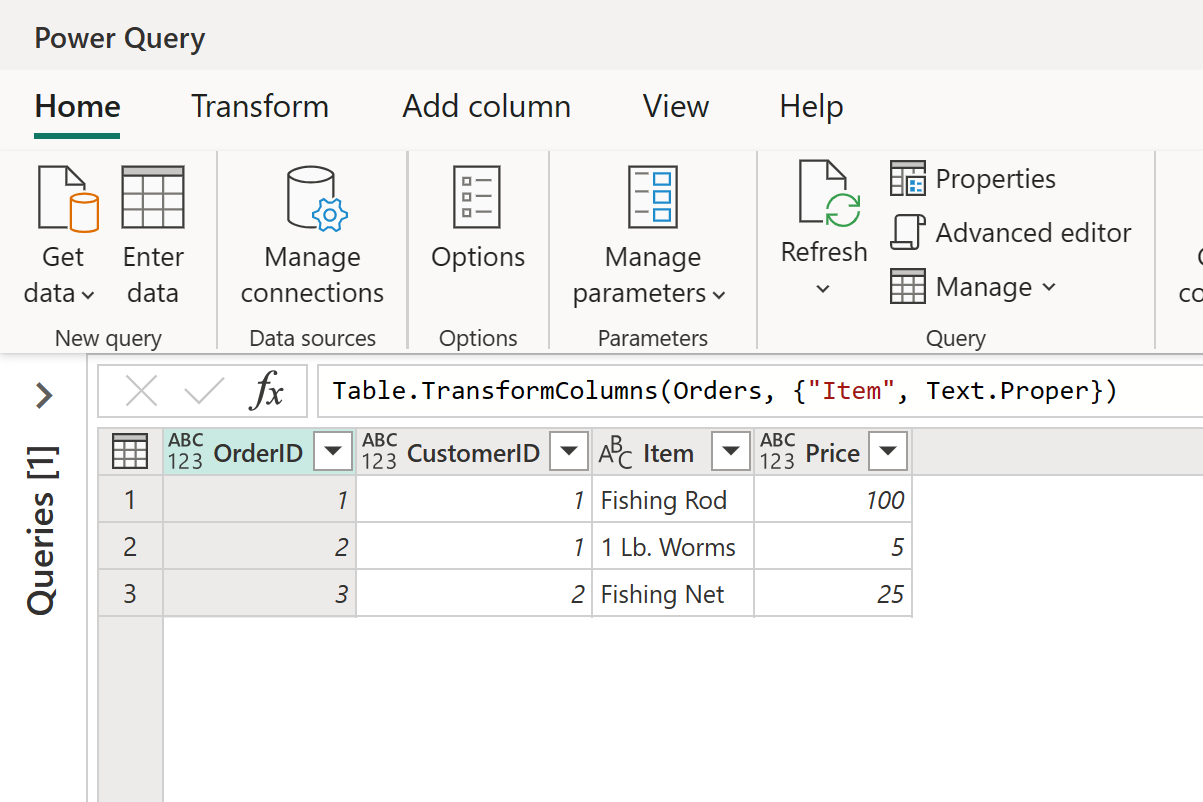 Power Query
Home Transform Add column View Help
Get data
Enter data
New query
Manage connections
Data sources
Options
Options
Manage parameters
Parameters
Refresh
Properties
Advanced editor
Manage
Query
fx Table.TransformColumns(Orders, {"Item", Text.Proper})
Queries [1]
ABC 123 OrderID ABC 123 CustomerID ABC Item ABC 123 Price
1 1 1 Fishing Rod 100
2 2 1 1 Lb. Worms 5
3 3 2 Fishing Net 25